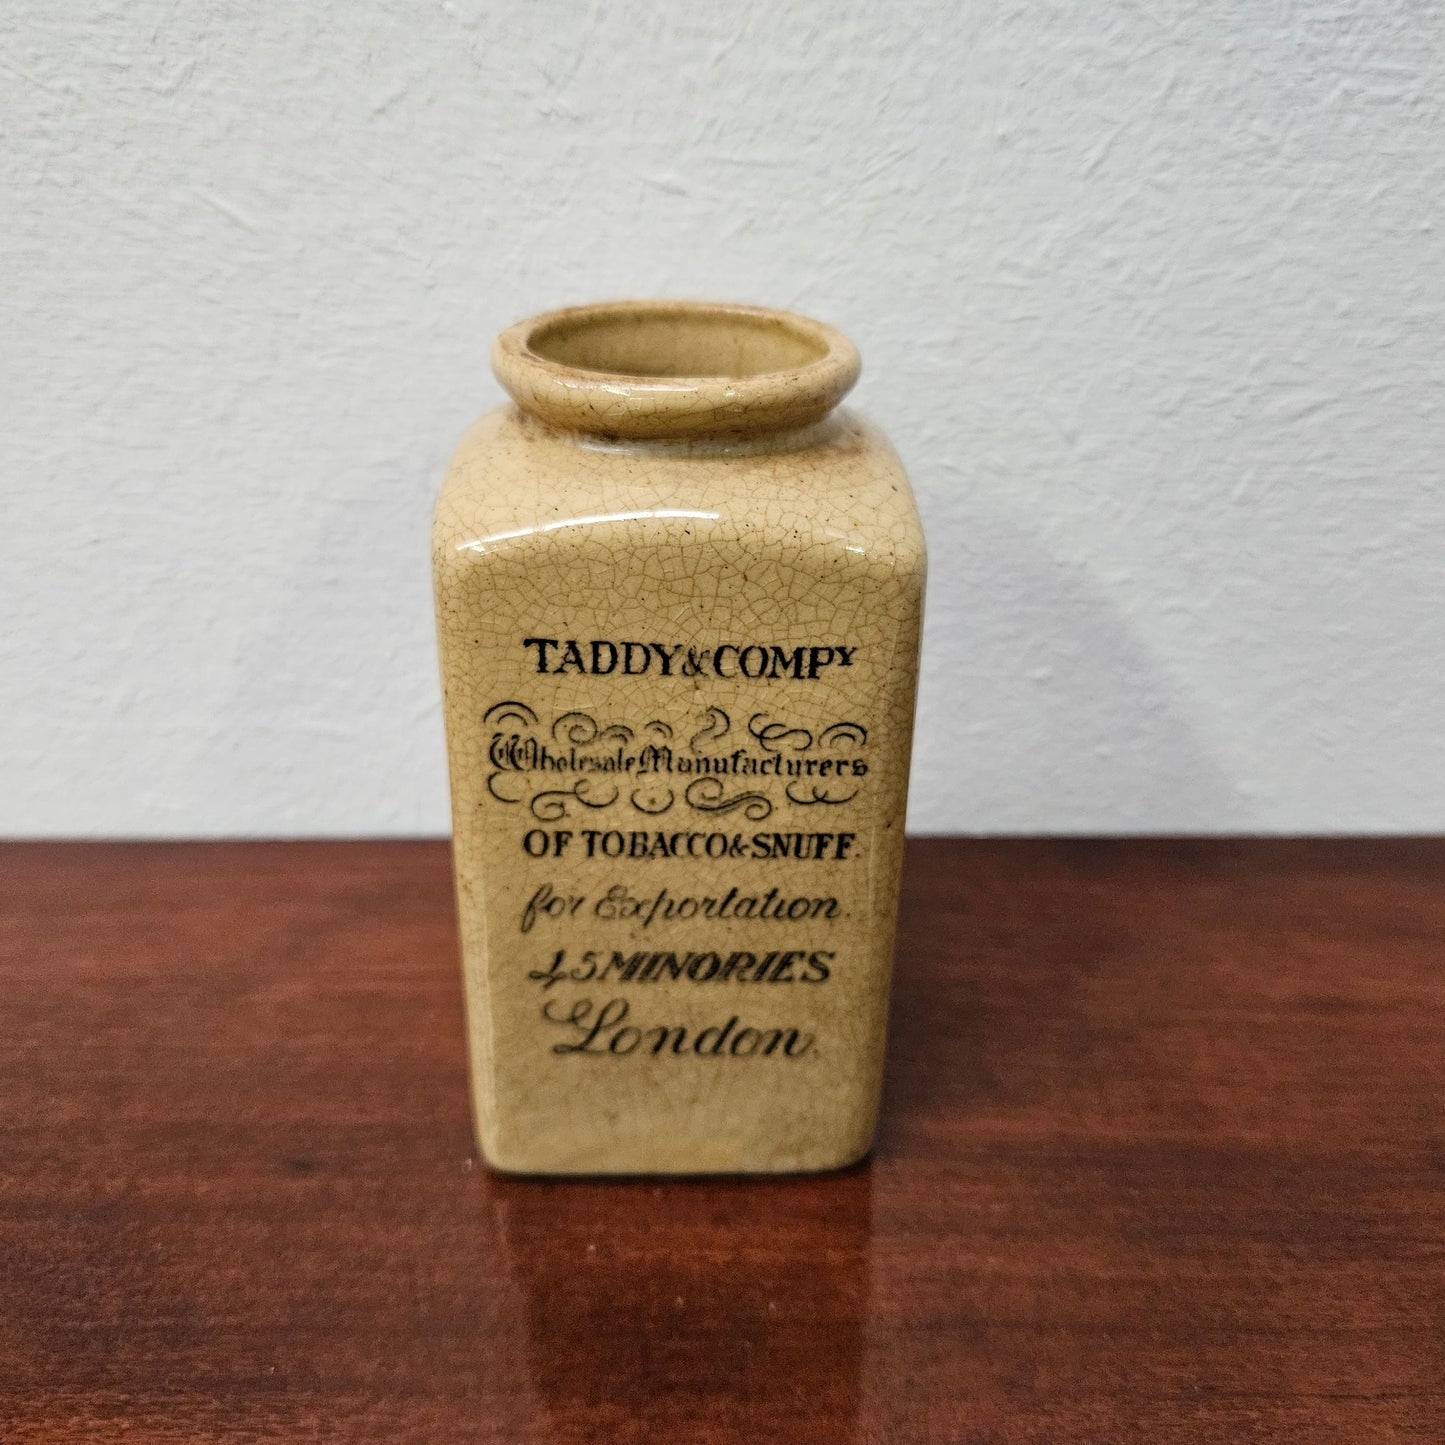 TADDY & COMPY
Wholesale Manufacturers
OF TOBACCO & SNUFF.
for Exportation.
45 MINORIES
London.